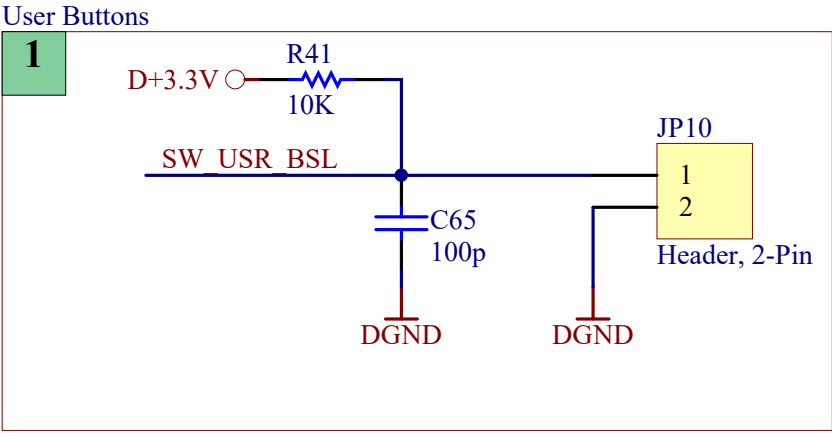 User Buttons
1
R41
D+3.3V
10K
JP10
SW_USR_BSL
1
2
C65
100p
Header, 2-Pin
DGND
DGND